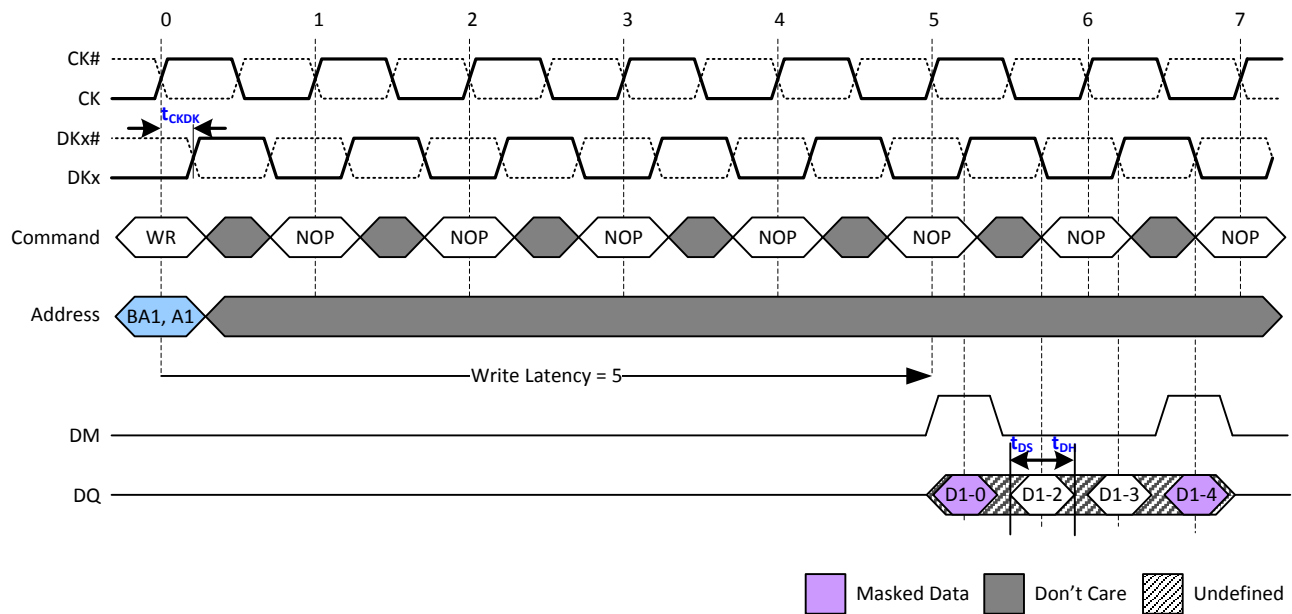 0 1 2 3 4 5 6 7
CK#
CK
tCKDK
DKx#
DKx
Command WR NOP NOP NOP NOP NOP NOP NOP
Address BA1, A1
Write Latency = 5
DM
tDS tDH
DQ D1-0 D1-2 D1-3 D1-4
Masked Data Don't Care Undefined